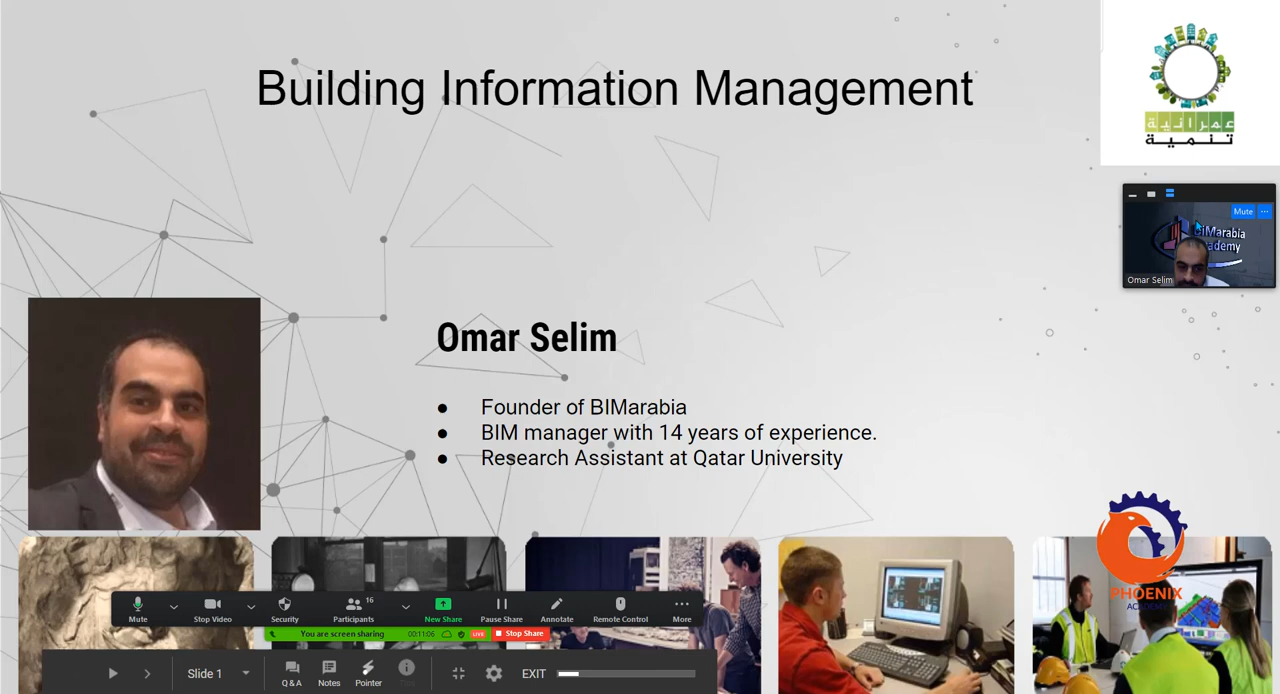 Building Information Management
عمرانية
تنمية
Mute
BIMarabia
Academy
Omar Selim
Omar Selim
● Founder of BIMarabia
● BIM manager with 14 years of experience.
● Research Assistant at Qatar University
PHOENIX
ACADEMY
16
Mute
Stop Video
Security
Participants
New Share
Pause Share
Annotate
Remote Control
More
You are screen sharing
00:11:06
LIVE
Stop Share
Slide 1
Q & A
Notes
Pointer
EXIT